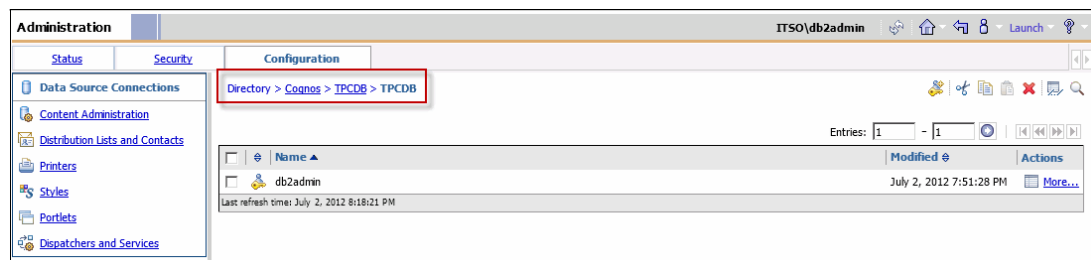 Administration ITSO\db2admin Launch
Status Security Configuration
Data Source Connections
Directory > Cognos > TPCDB > TPCDB
Content Administration
Distribution Lists and Contacts
Entries: 1 - 1
Printers
Name Modified Actions
Styles
db2admin July 2, 2012 7:51:28 PM More...
Last refresh time: July 2, 2012 8:18:21 PM
Portlets
Dispatchers and Services